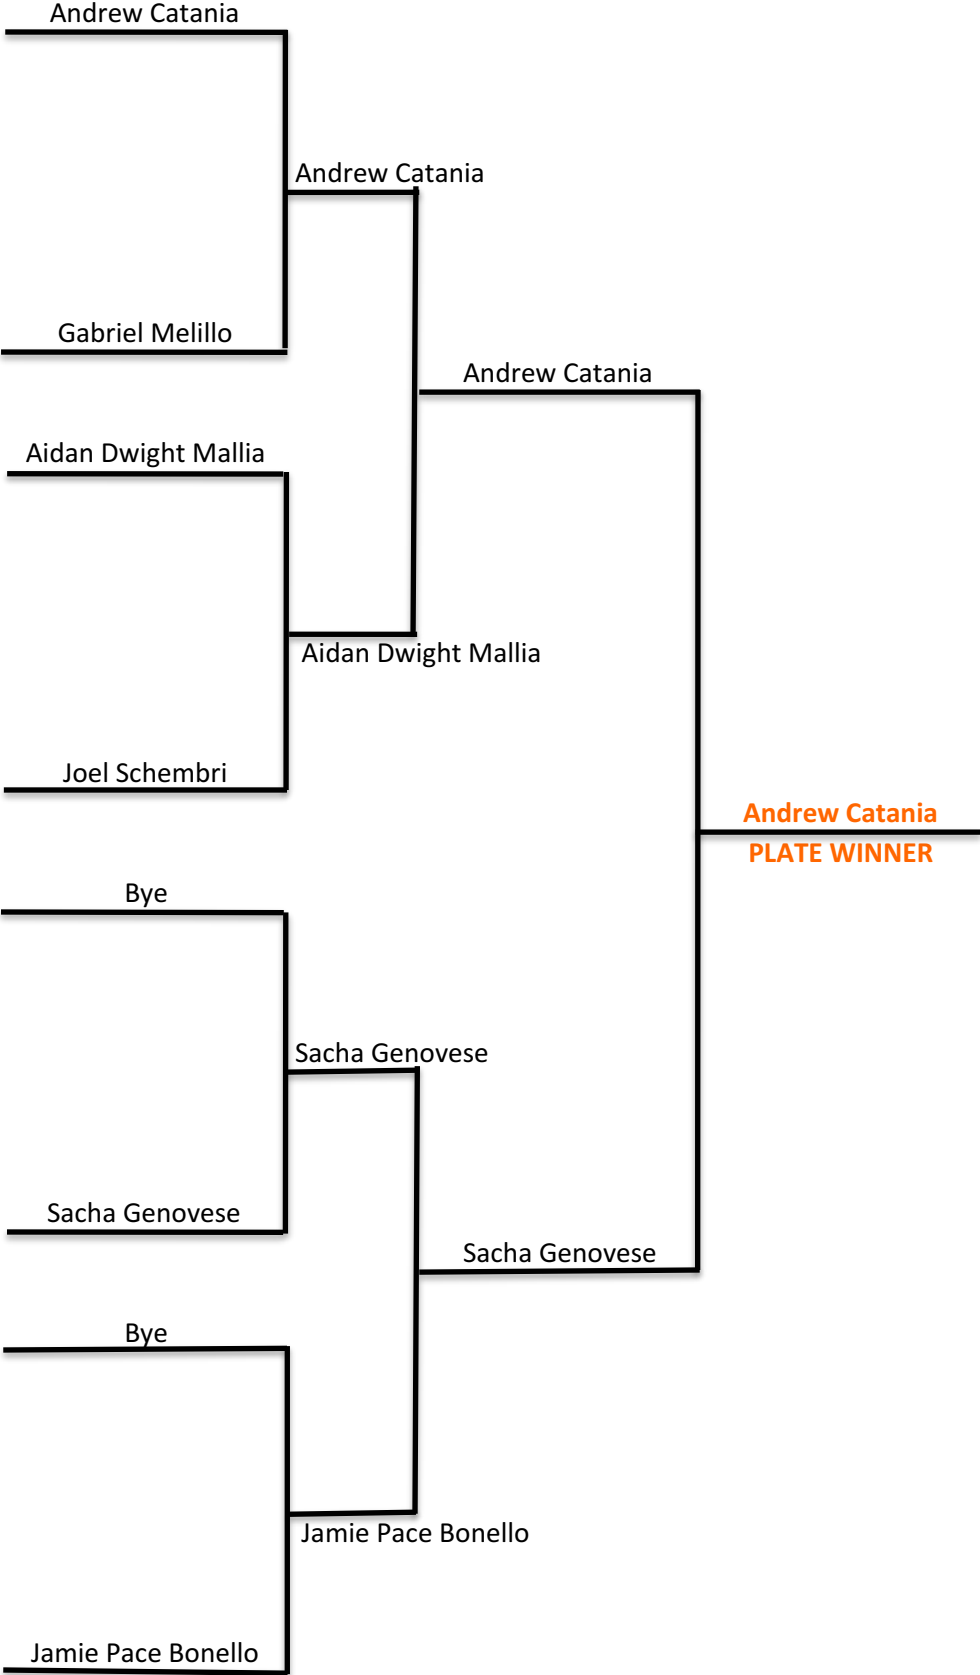 Andrew Catania
Andrew Catania
Gabriel Melillo
Andrew Catania
Aidan Dwight Mallia
Aidan Dwight Mallia
Joel Schembri
Andrew Catania
PLATE WINNER
Bye
Sacha Genovese
Sacha Genovese
Sacha Genovese
Bye
Jamie Pace Bonello
Jamie Pace Bonello